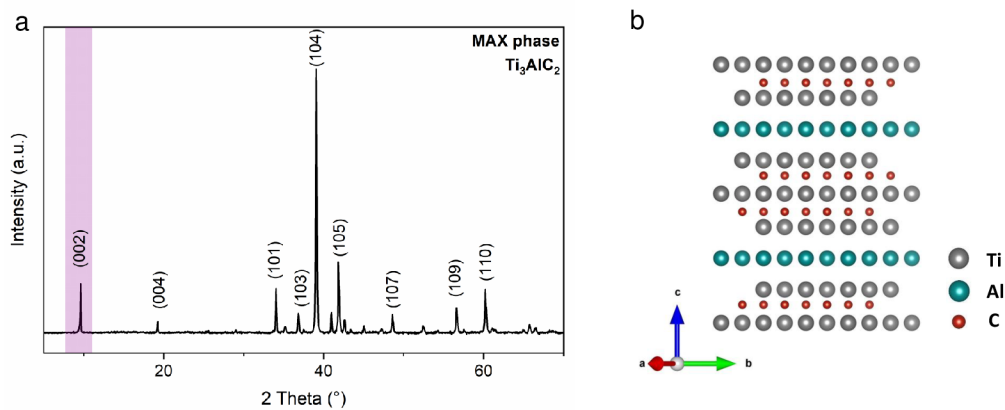 a
MAX phase
Ti₃AlC₂
Intensity (a.u.)
(002)
(004)
(101)
(103)
(104)
(105)
(107)
(109)
(110)
20
40
60
2 Theta (°)
b
Ti
Al
C
c
a
b